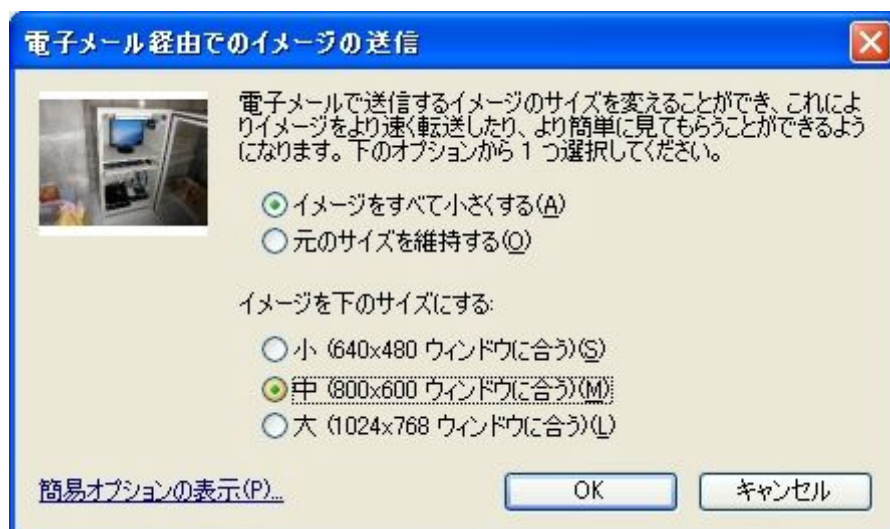 電子メール経由でのイメージの送信
電子メールで送信するイメージのサイズを変えることができ、これによ
りイメージをより速く転送したり、より簡単に見てもらうことができるよう
になります。下のオプションから 1 つ選択してください。
イメージをすべて小さくする(A)
元のサイズを維持する(O)
イメージを下のサイズにする:
小 (640x480 ウィンドウに合う)(S)
中 (800x600 ウィンドウに合う)(M)
大 (1024x768 ウィンドウに合う)(L)
簡易オプションの表示(P)...
OK
キャンセル